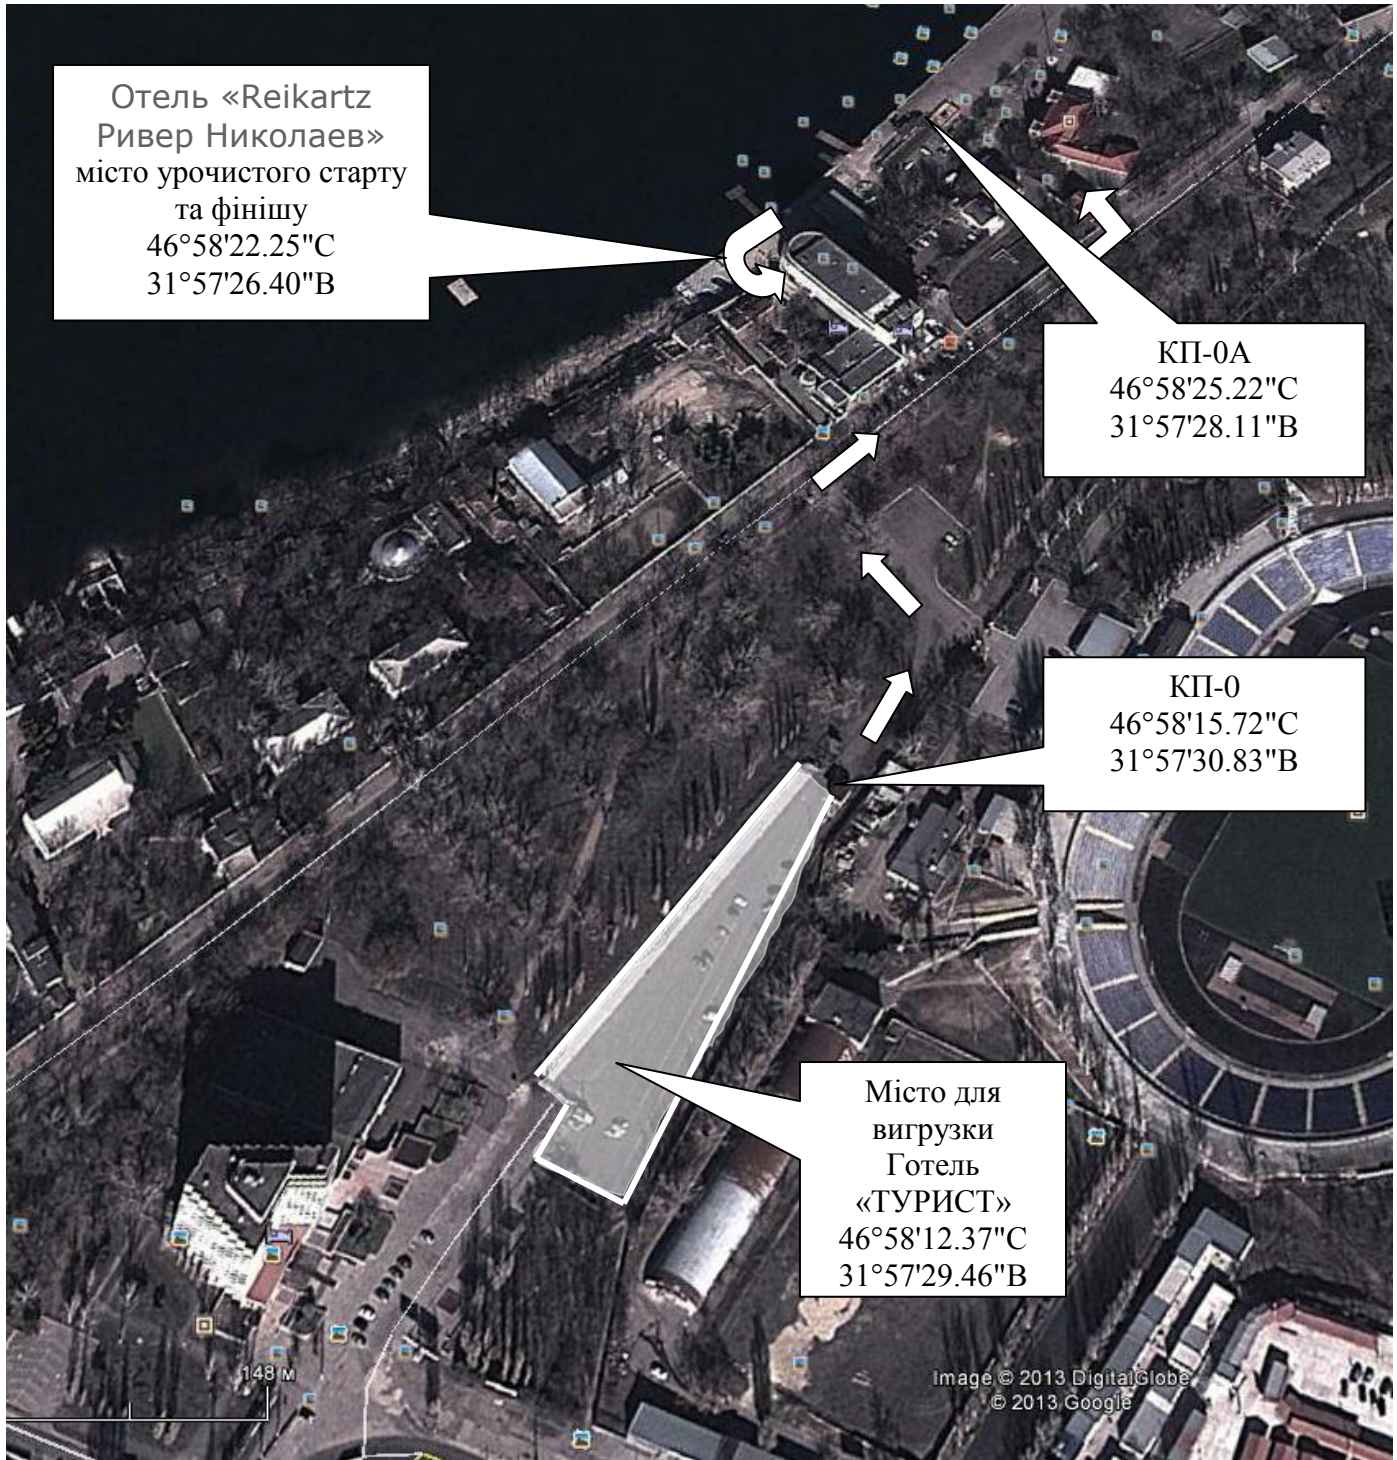 Отель «Reikartz
Ривер Николаев»
місто урочистого старту
та фінішу
46°58'22.25"С
31°57'26.40"В
КП-0А
46°58'25.22"С
31°57'28.11"В
КП-0
46°58'15.72"С
31°57'30.83"В
Місто для
вигрузки
Готель
«ТУРИСТ»
46°58'12.37"С
31°57'29.46"В
148 м
Image © 2013 DigitalGlobe
© 2013 Google